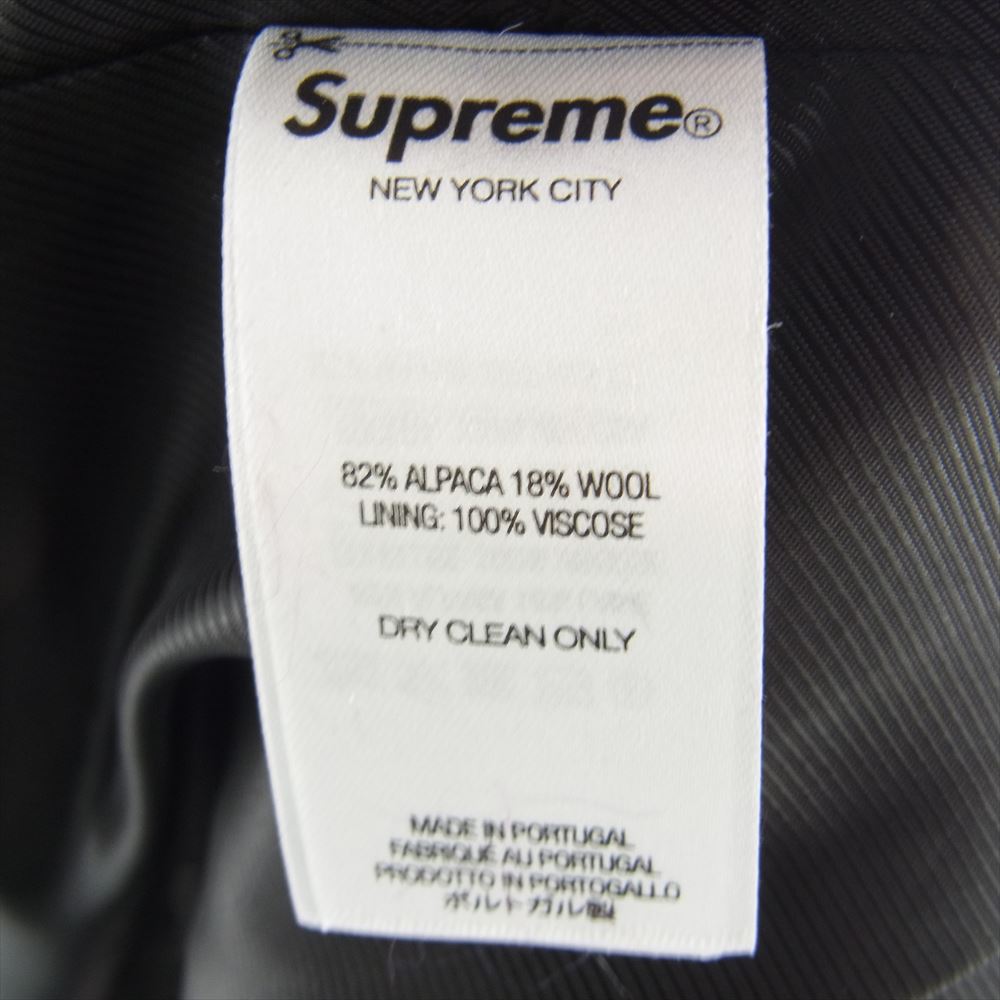 Supreme®
NEW YORK CITY
82% ALPACA 18% WOOL
LINING: 100% VISCOSE
DRY CLEAN ONLY
MADE IN PORTUGAL
FABRIQUÉ AU PORTUGAL
PRODOTTO IN PORTOGALLO
ポルトガル製